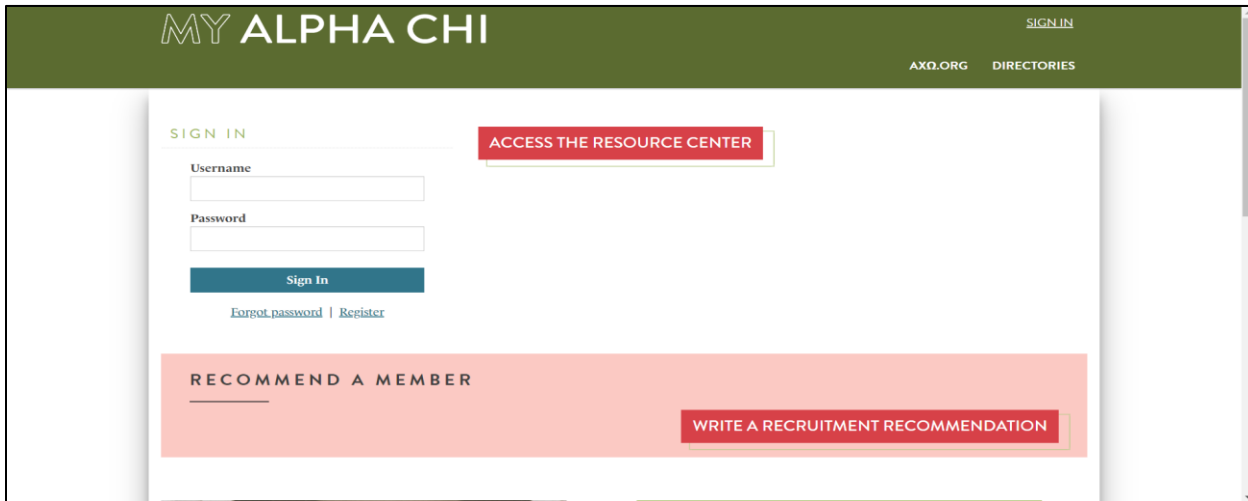 MY ALPHA CHI
SIGN IN
AXΩ.ORG DIRECTORIES
SIGN IN
Username
Password
Sign In
Forgot password | Register
ACCESS THE RESOURCE CENTER
RECOMMEND A MEMBER
WRITE A RECRUITMENT RECOMMENDATION